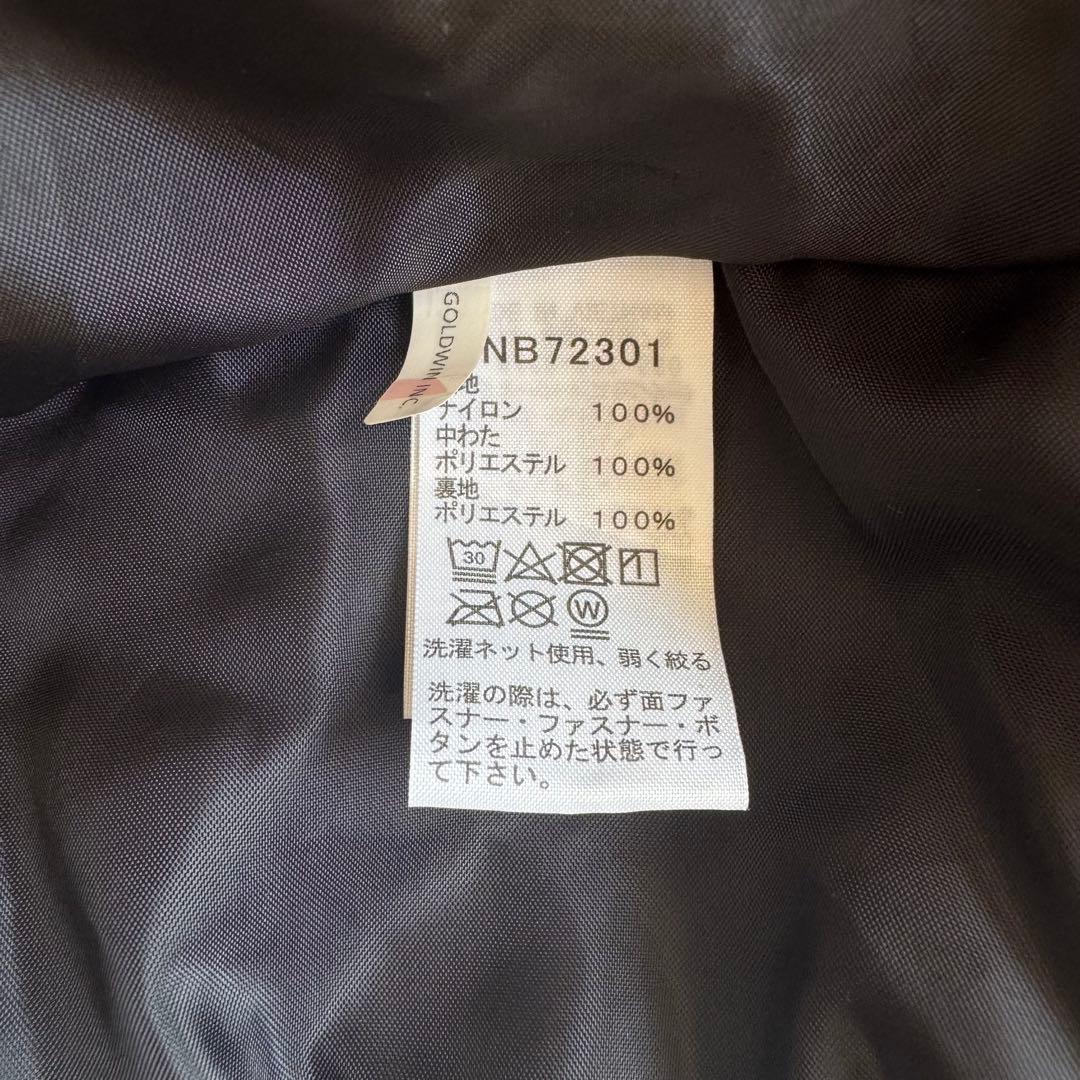 GOLDWIN INC.
NB72301
地
ナイロン 100%
中わた
ポリエステル 100%
裏地
ポリエステル 100%
30
W
洗濯ネット使用、弱く絞る
洗濯の際は、必ず面ファ
スナー・ファスナー・ボ
タンを止めた状態で行っ
て下さい。